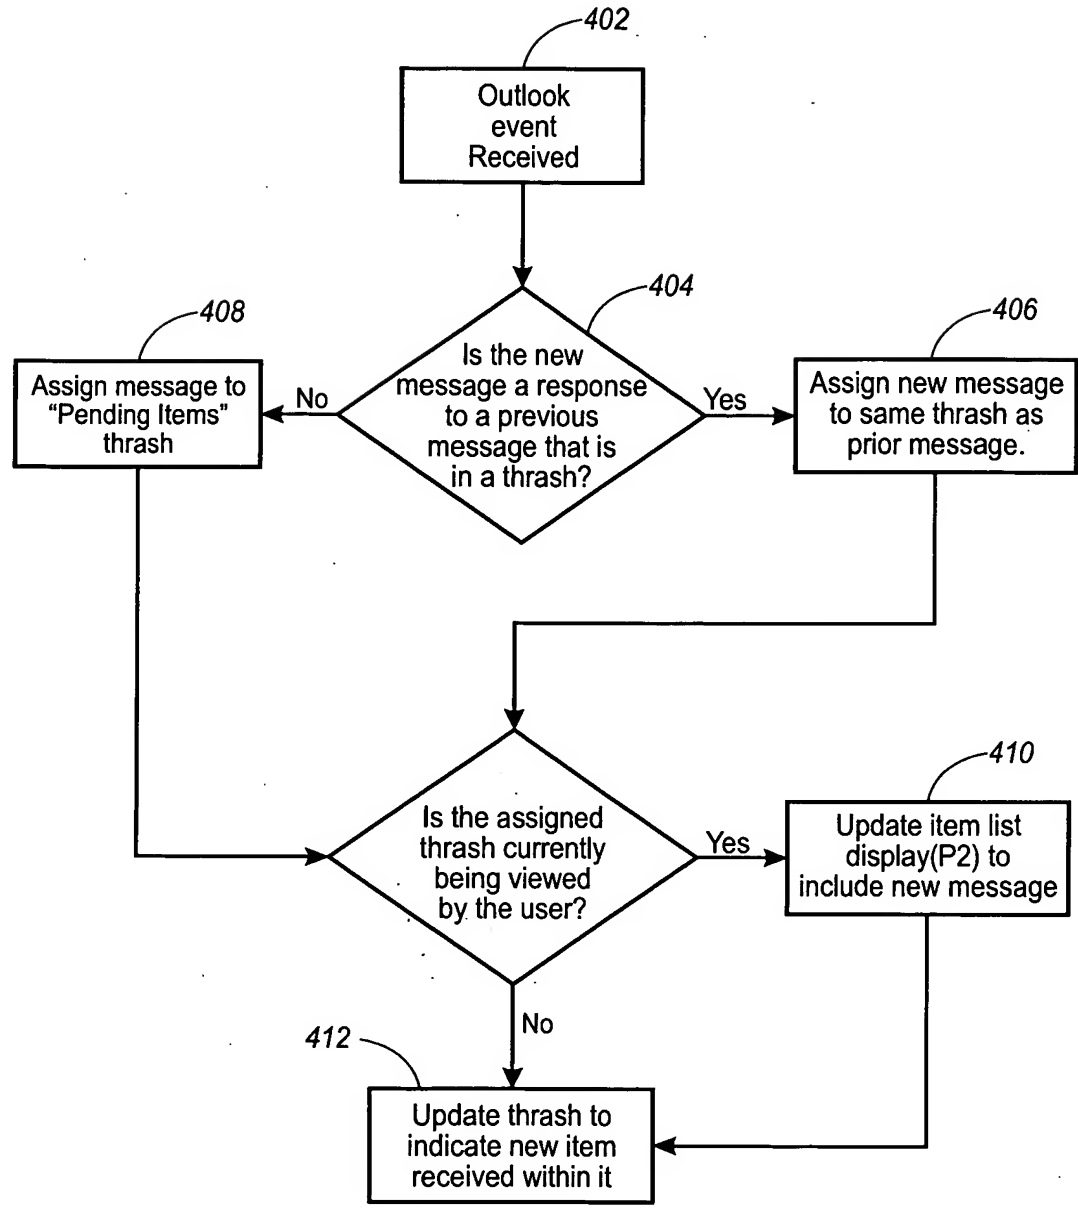 402
Outlook
event
Received
404
Is the new
message a response
to a previous
message that is
in a thrash?
408
Assign message to
“Pending Items”
thrash
No
Yes
406
Assign new message
to same thrash as
prior message.
Is the assigned
thrash currently
being viewed
by the user?
Yes
410
Update item list
display(P2) to
include new message
No
412
Update thrash to
indicate new item
received within it